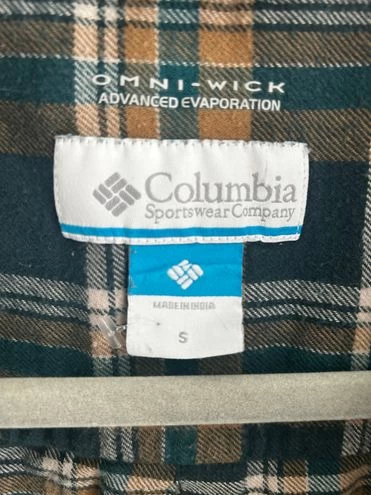 OMNI-WICK
ADVANCED EVAPORATION
Columbia
Sportswear Company
MADE IN INDIA
S